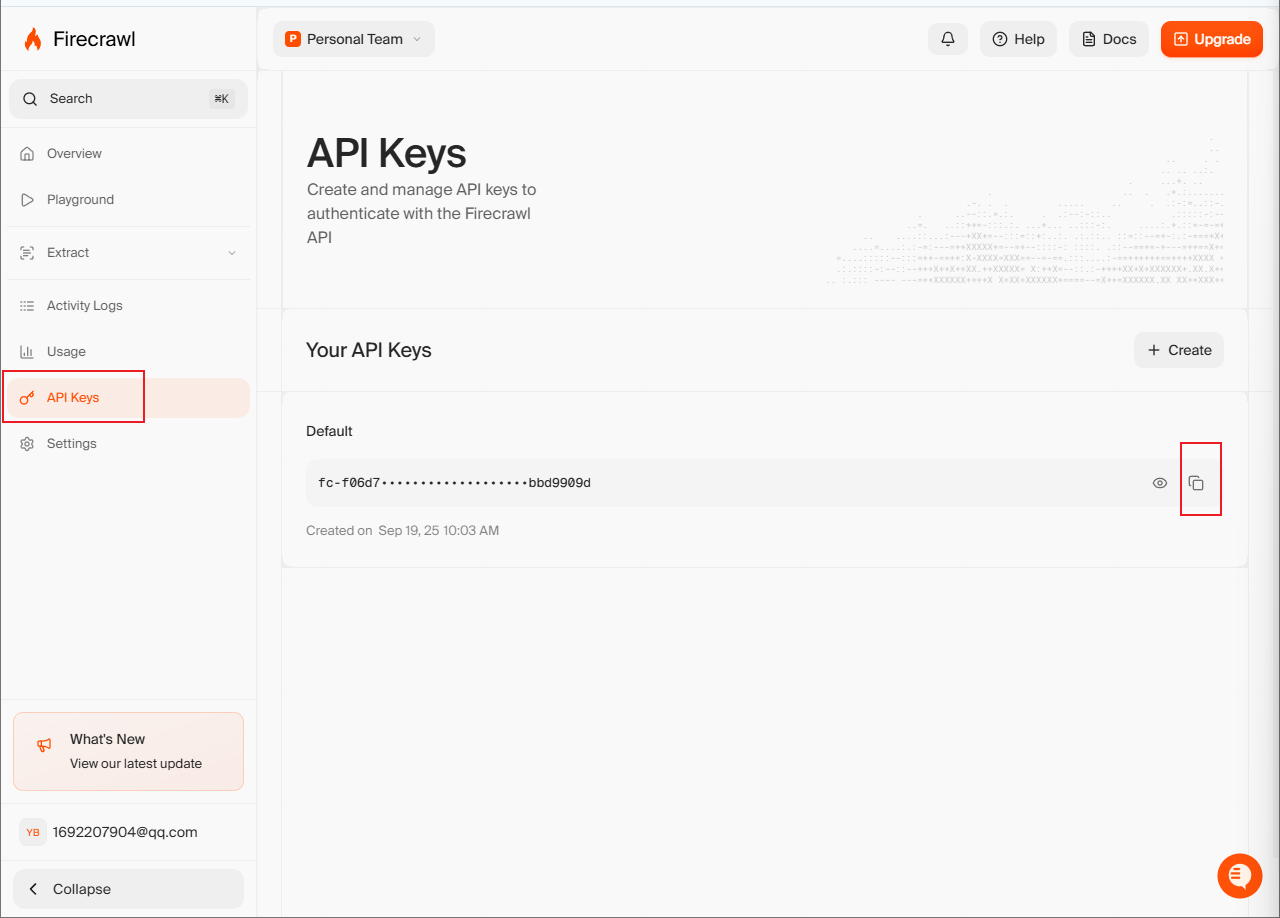 Firecrawl
Personal Team
Help
Docs
Upgrade
Search
⌘K
Overview
Playground
Extract
Activity Logs
Usage
API Keys
Settings
API Keys
Create and manage API keys to
authenticate with the Firecrawl
API
Your API Keys
+ Create
Default
fc-f06d7•••••••••••••••••••bbd9909d
Created on Sep 19, 25 10:03 AM
What's New
View our latest update
YB
1692207904@qq.com
Collapse